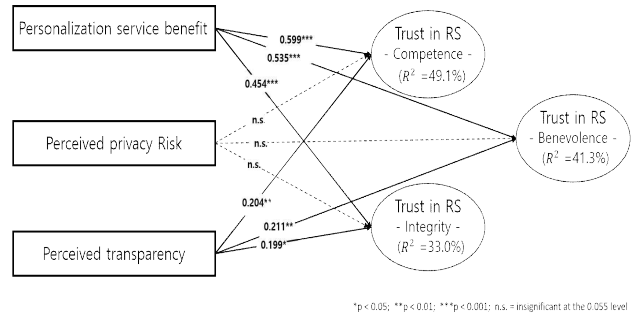 Personalization service benefit
Perceived privacy Risk
Perceived transparency
0.599***
0.535***
0.454***
n.s
n.s.
n.s.
0.204**
0.211**
0.199*
Trust in RS
- Competence -
(R² =49.1%)
Trust in RS
- Benevolence -
(R² =41.3%)
Trust in RS
- Integrity -
(R² =33.0%)
*p < 0.05; **p < 0.01; ***p < 0.001; n.s. = insignificant at the 0.055 level